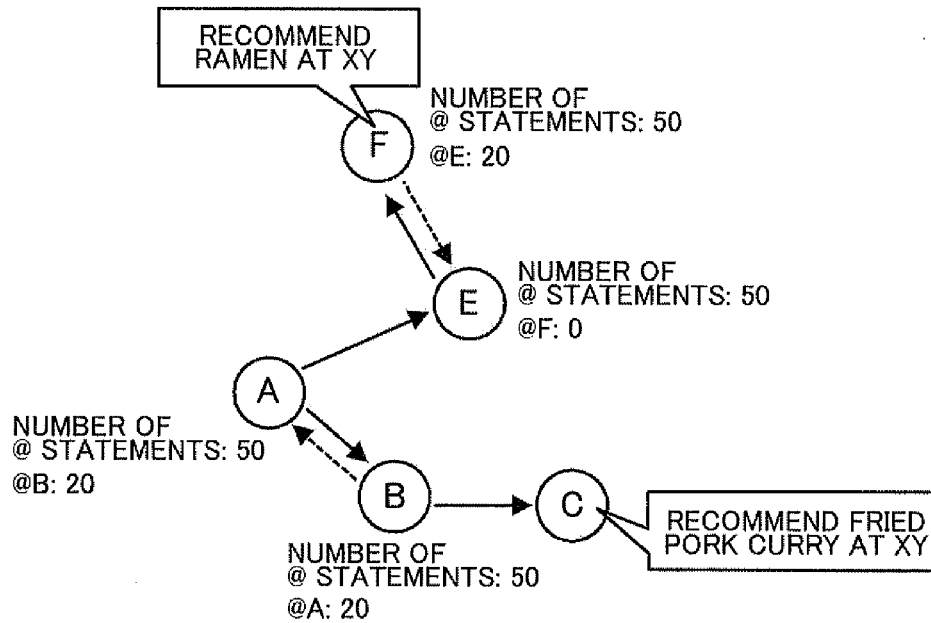 RECOMMEND
RAMEN AT XY
F
NUMBER OF
@ STATEMENTS: 50
@E: 20
E
NUMBER OF
@ STATEMENTS: 50
@F: 0
A
NUMBER OF
@ STATEMENTS: 50
@B: 20
B
NUMBER OF
@ STATEMENTS: 50
@A: 20
C
RECOMMEND FRIED
PORK CURRY AT XY